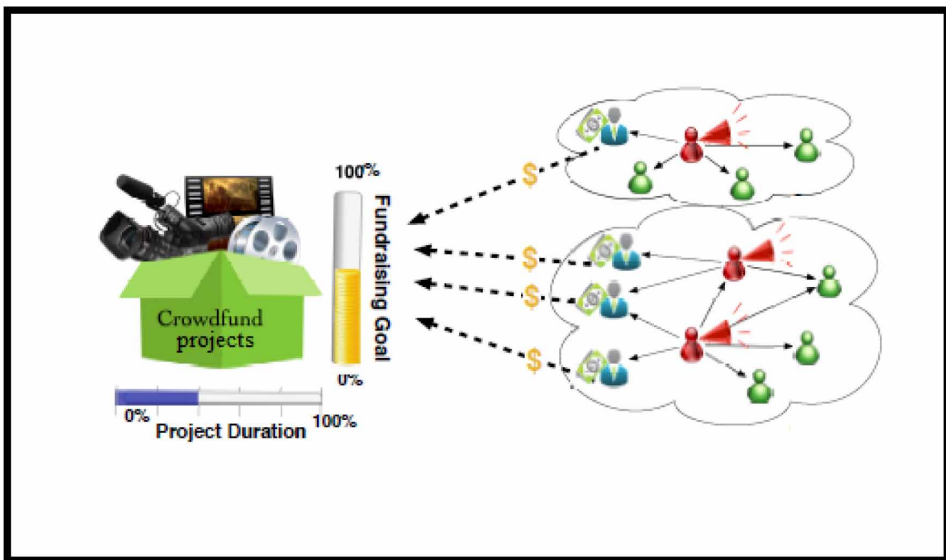 100%
Fundraising Goal
0%
Crowdfund
projects
0%
100%
Project Duration
$
$
$
$